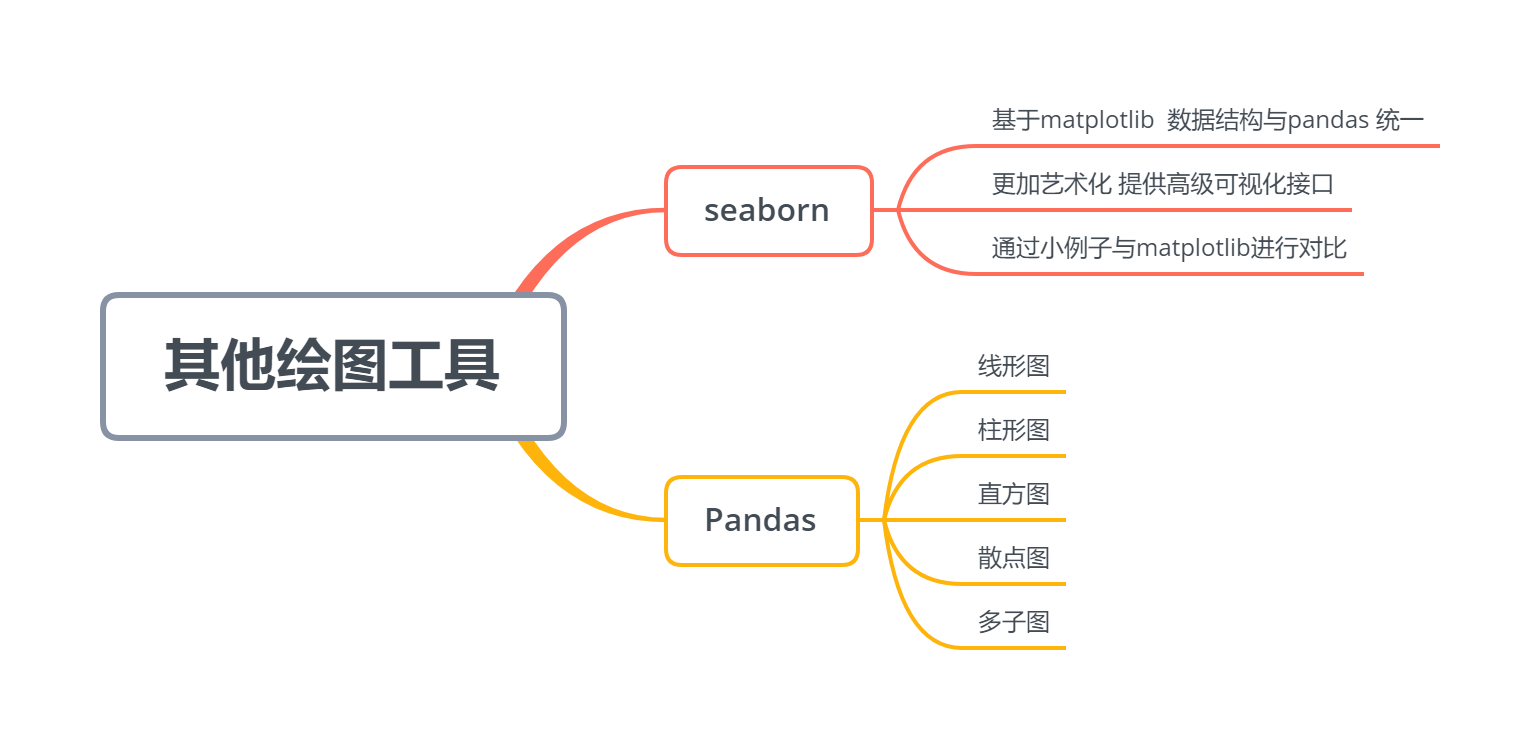 其他绘图工具
seaborn
基于matplotlib 数据结构与pandas 统一
更加艺术化 提供高级可视化接口
通过小例子与matplotlib进行对比
Pandas
线形图
柱形图
直方图
散点图
多子图